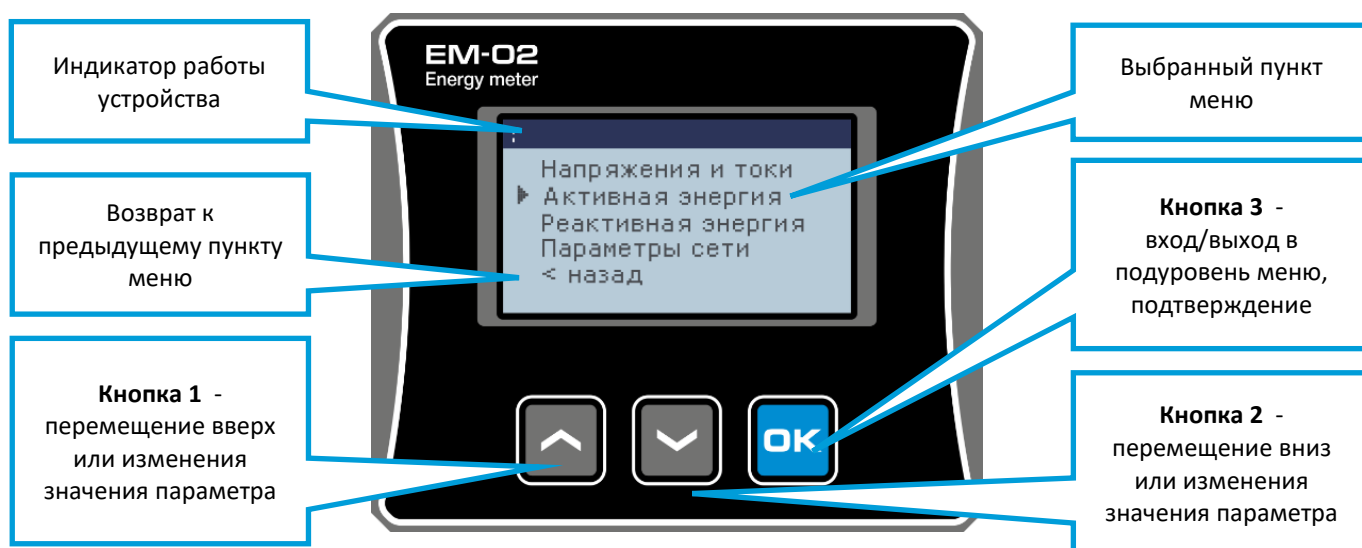 Индикатор работы
устройства
Возврат к
предыдущему пункту
меню
Кнопка 1 -
перемещение вверх
или изменения
значения параметра
EM-02
Energy meter
Напряжения и токи
Активная энергия
Реактивная энергия
Параметры сети
< назад
OK
Выбранный пункт
меню
Кнопка 3 -
вход/выход в
подуровень меню,
подтверждение
Кнопка 2 -
перемещение вниз
или изменения
значения параметра